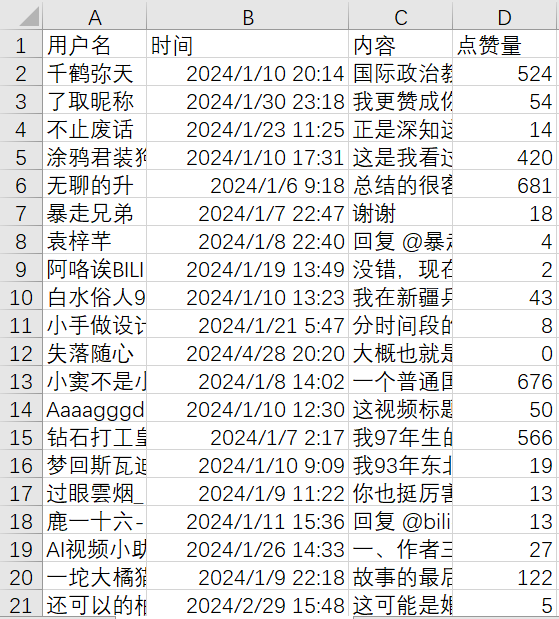 A B C D
1 用户名 时间 内容 点赞量
2 千鹤弥天 2024/1/10 20:14 国际政治教 524
3 了取昵称 2024/1/30 23:18 我更赞成你 54
4 不止废话 2024/1/23 11:25 正是深知这 14
5 涂鸦君装狗 2024/1/10 17:31 这是我看过 420
6 无聊的升 2024/1/6 9:18 总结的很客 681
7 暴走兄弟 2024/1/7 22:47 谢谢 18
8 袁梓芊 2024/1/8 22:40 回复 @暴走 4
9 阿咯诶BILI 2024/1/19 13:49 没错，现在 2
10 白水俗人9 2024/1/10 13:23 我在新疆兵 43
11 小手做设计 2024/1/21 5:47 分时间段的 8
12 失落随心 2024/4/28 20:20 大概也就是 0
13 小窦不是小 2024/1/8 14:02 一个普通国 676
14 Aaaagggd 2024/1/10 12:30 这视频标题 50
15 钻石打工皇 2024/1/7 2:17 我97年生的 566
16 梦回斯瓦迪 2024/1/10 9:09 我93年东北 19
17 过眼雲烟_ 2024/1/9 11:22 你也挺厉害 13
18 鹿一十六- 2024/1/11 15:36 回复 @bili 13
19 AI视频小助 2024/1/26 14:33 一、作者三 27
20 一坨大橘猫 2024/1/9 22:18 故事的最后 122
21 还可以的 2024/2/29 15:48 这可能是 5